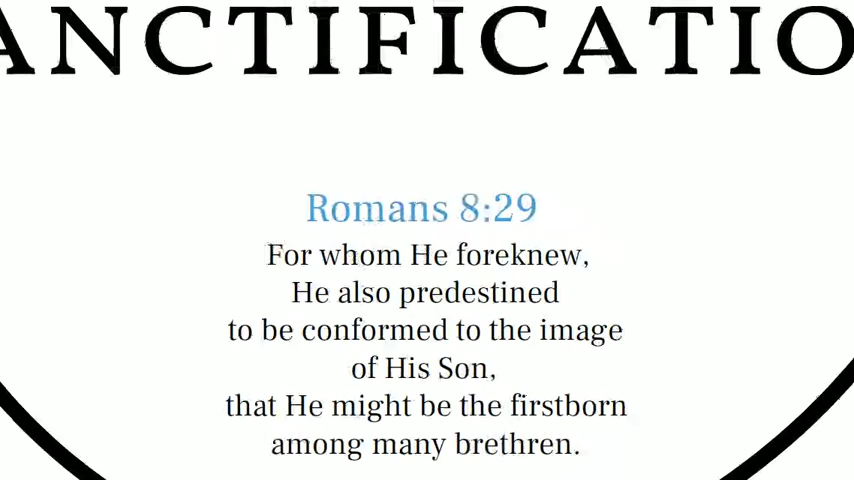 ANCTIFICATIO
Romans 8:29
For whom He foreknew,
He also predestined
to be conformed to the image
of His Son,
that He might be the firstborn
among many brethren.